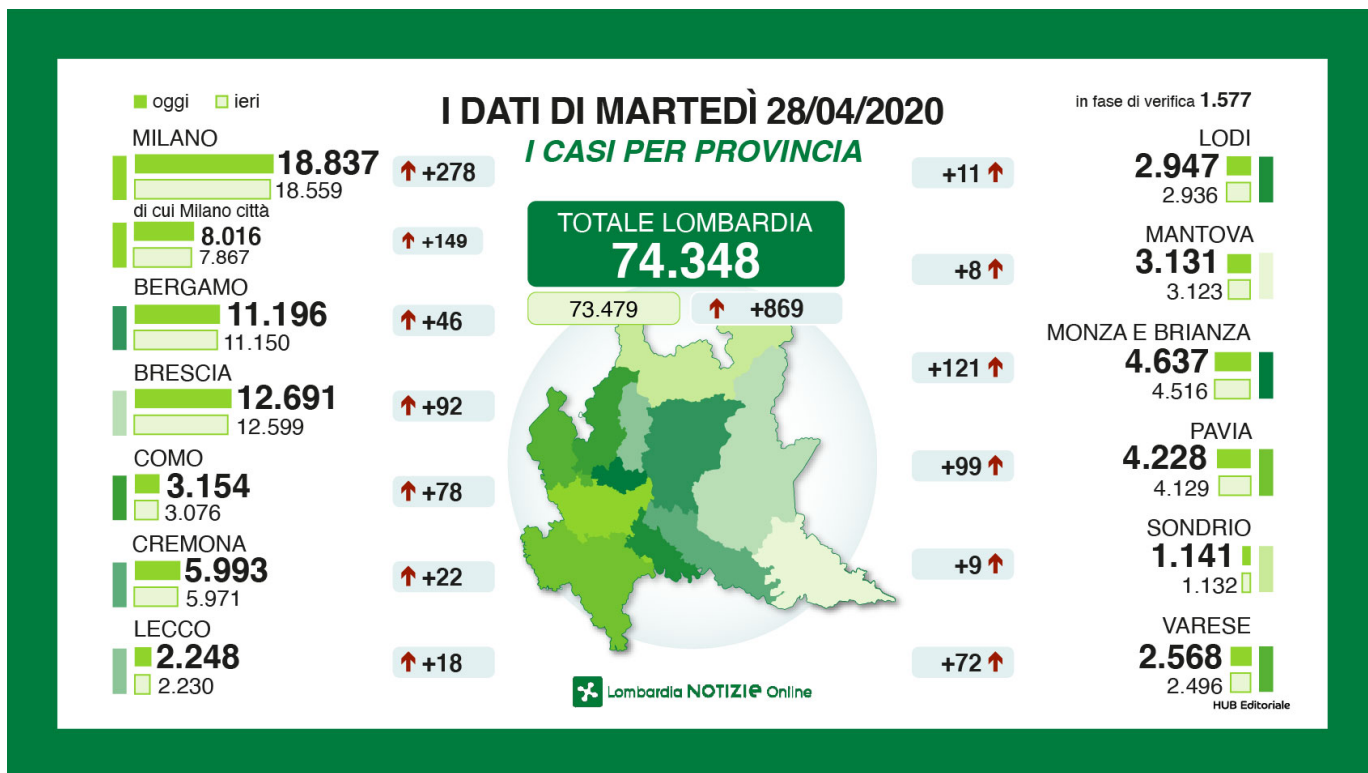 oggi ieri
I DATI DI MARTEDÌ 28/04/2020
I CASI PER PROVINCIA
in fase di verifica 1.577
MILANO
18.837
18.559
+278
di cui Milano città
8.016
7.867
+149
BERGAMO
11.196
11.150
+46
BRESCIA
12.691
12.599
+92
COMO
3.154
3.076
+78
CREMONA
5.993
5.971
+22
LECCO
2.248
2.230
+18
TOTALE LOMBARDIA
74.348
73.479
+869
LODI
2.947
2.936
+11
MANTOVA
3.131
3.123
+8
MONZA E BRIANZA
4.637
4.516
+121
PAVIA
4.228
4.129
+99
SONDRIO
1.141
1.132
+9
VARESE
2.568
2.496
+72
Lombardia NOTIZIE Online
HUB Editoriale